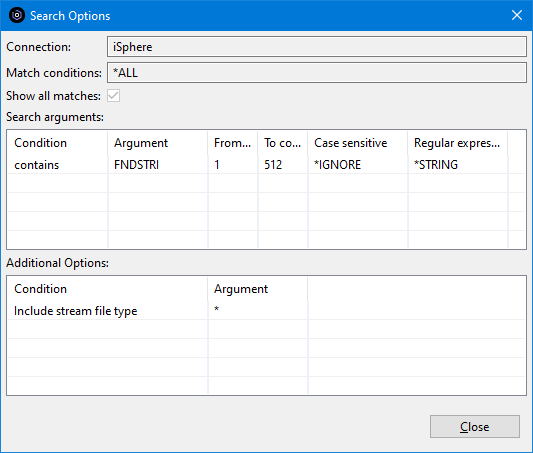 Search Options
Connection: iSphere
Match conditions: *ALL
Show all matches:
Search arguments:
Condition Argument From... To co... Case sensitive Regular expres...
contains FNDSTRI 1 512 *IGNORE *STRING
Additional Options:
Condition Argument
Include stream file type *
Close